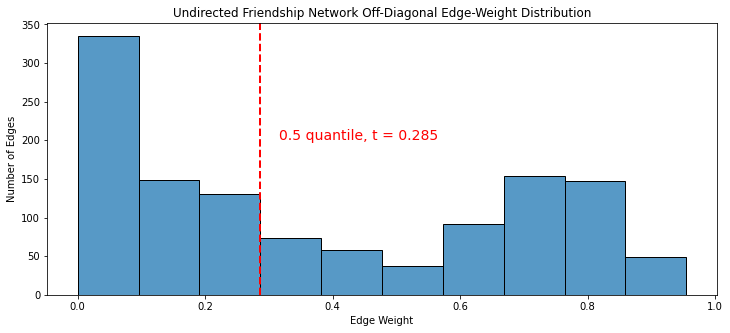 Undirected Friendship Network Off-Diagonal Edge-Weight Distribution
350
300
250
200
150
100
50
0
Number of Edges
0.5 quantile, t = 0.285
0.0 0.2 0.4 0.6 0.8 1.0
Edge Weight